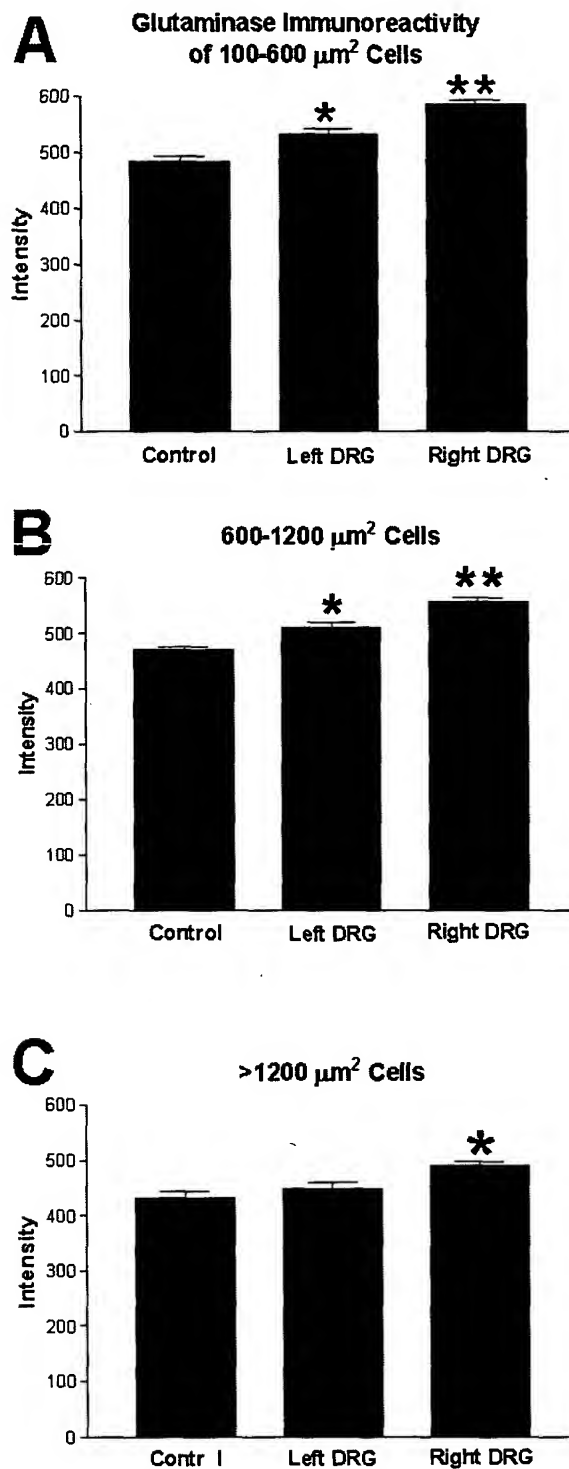 A
Glutaminase Immunoreactivity
of 100-600 μm² Cells
600
500
400
300
200
100
0
Intensity
*
**
Control Left DRG Right DRG
B
600-1200 μm² Cells
600
500
400
300
200
100
0
Intensity
*
**
Control Left DRG Right DRG
C
>1200 μm² Cells
600
500
400
300
200
100
0
Intensity
*
Contr l Left DRG Right DRG